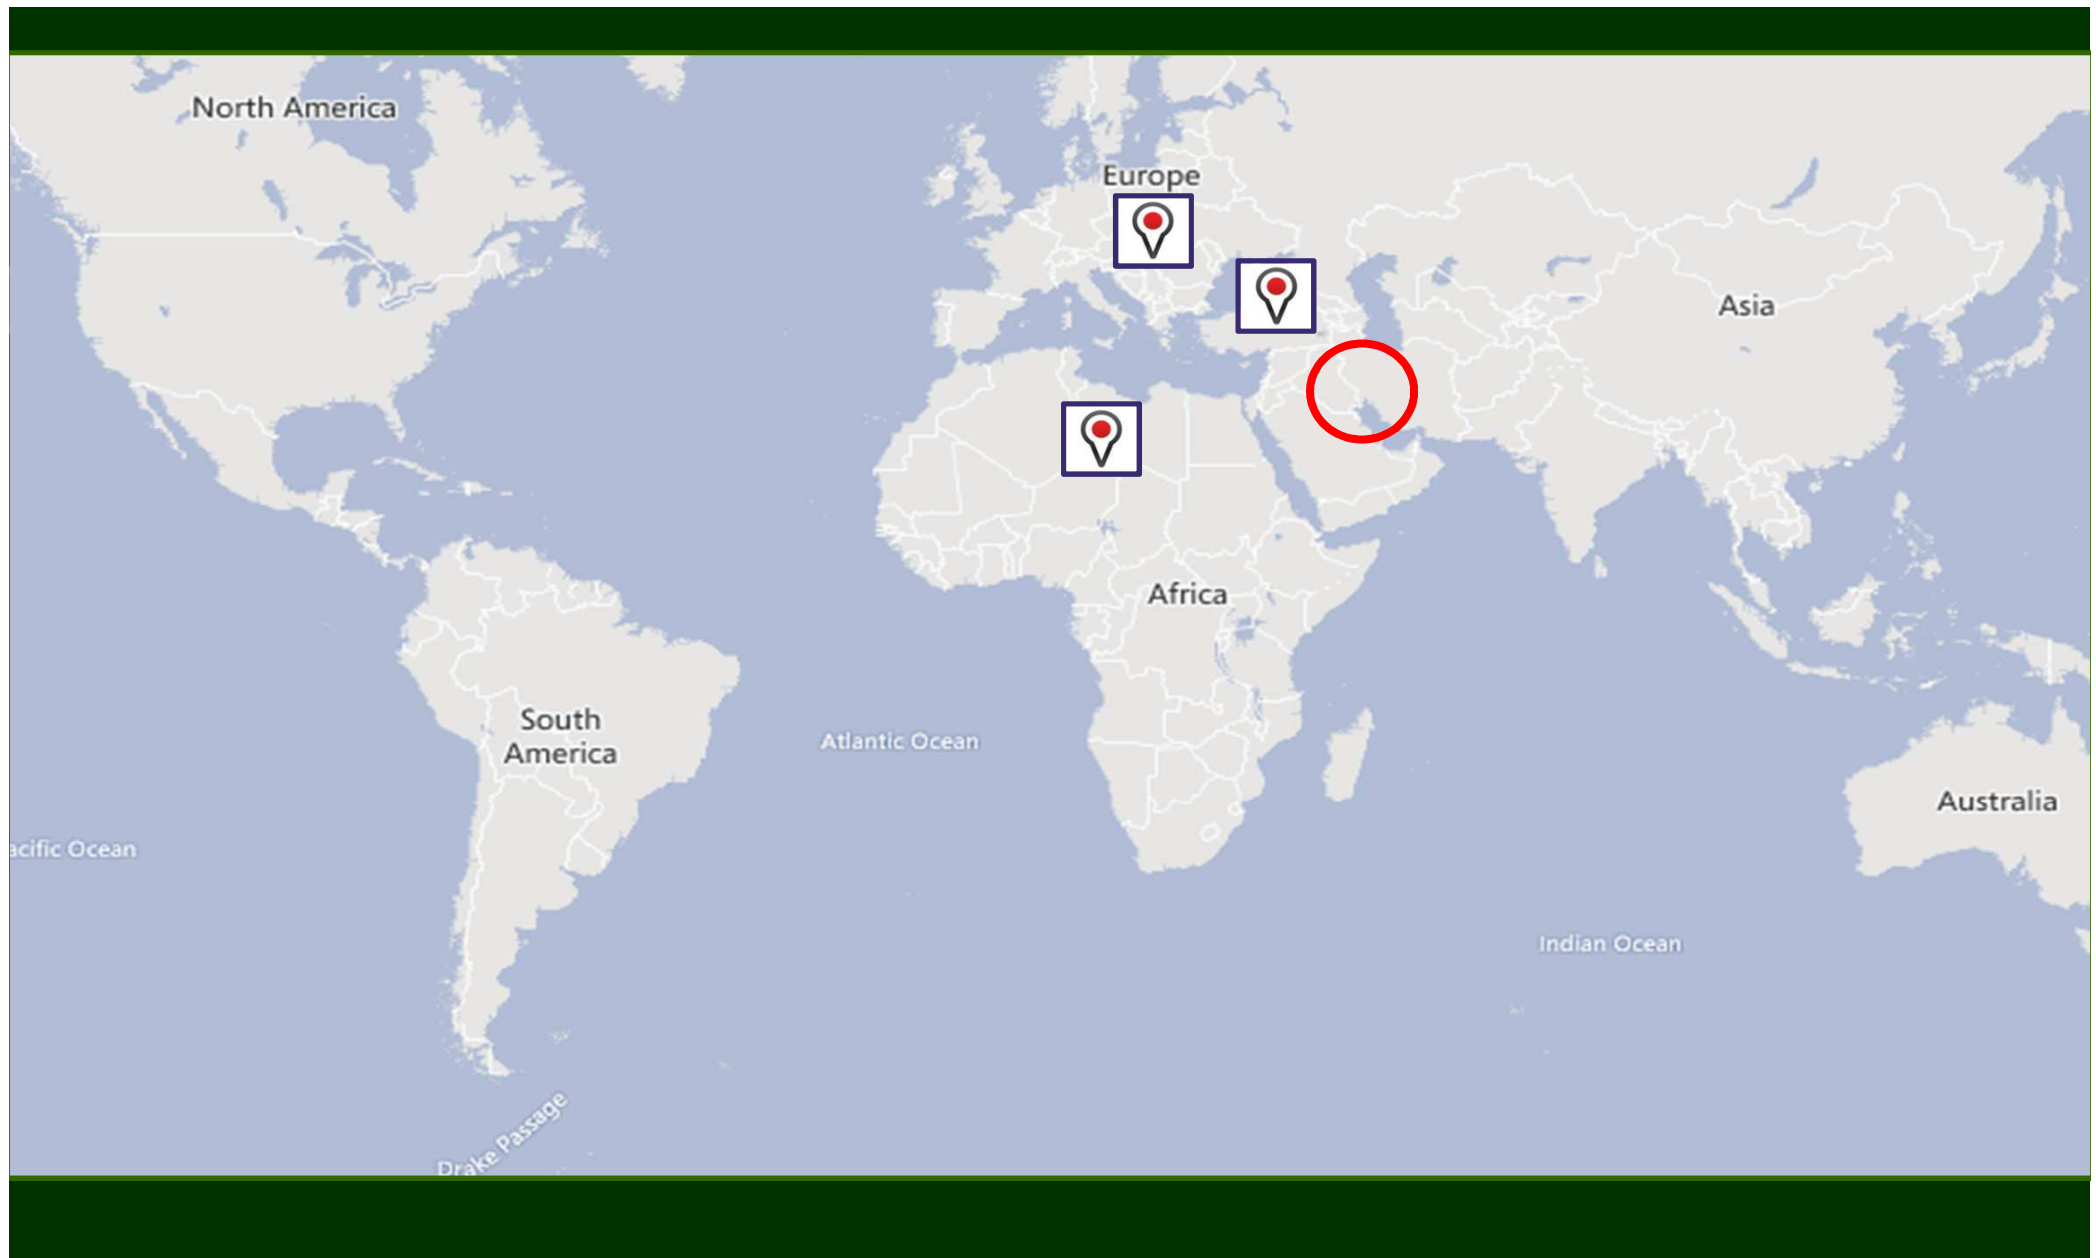 North America
Europe
Asia
Africa
South
America
Atlantic Ocean
Australia
acific Ocean
Indian Ocean
Drake Passage